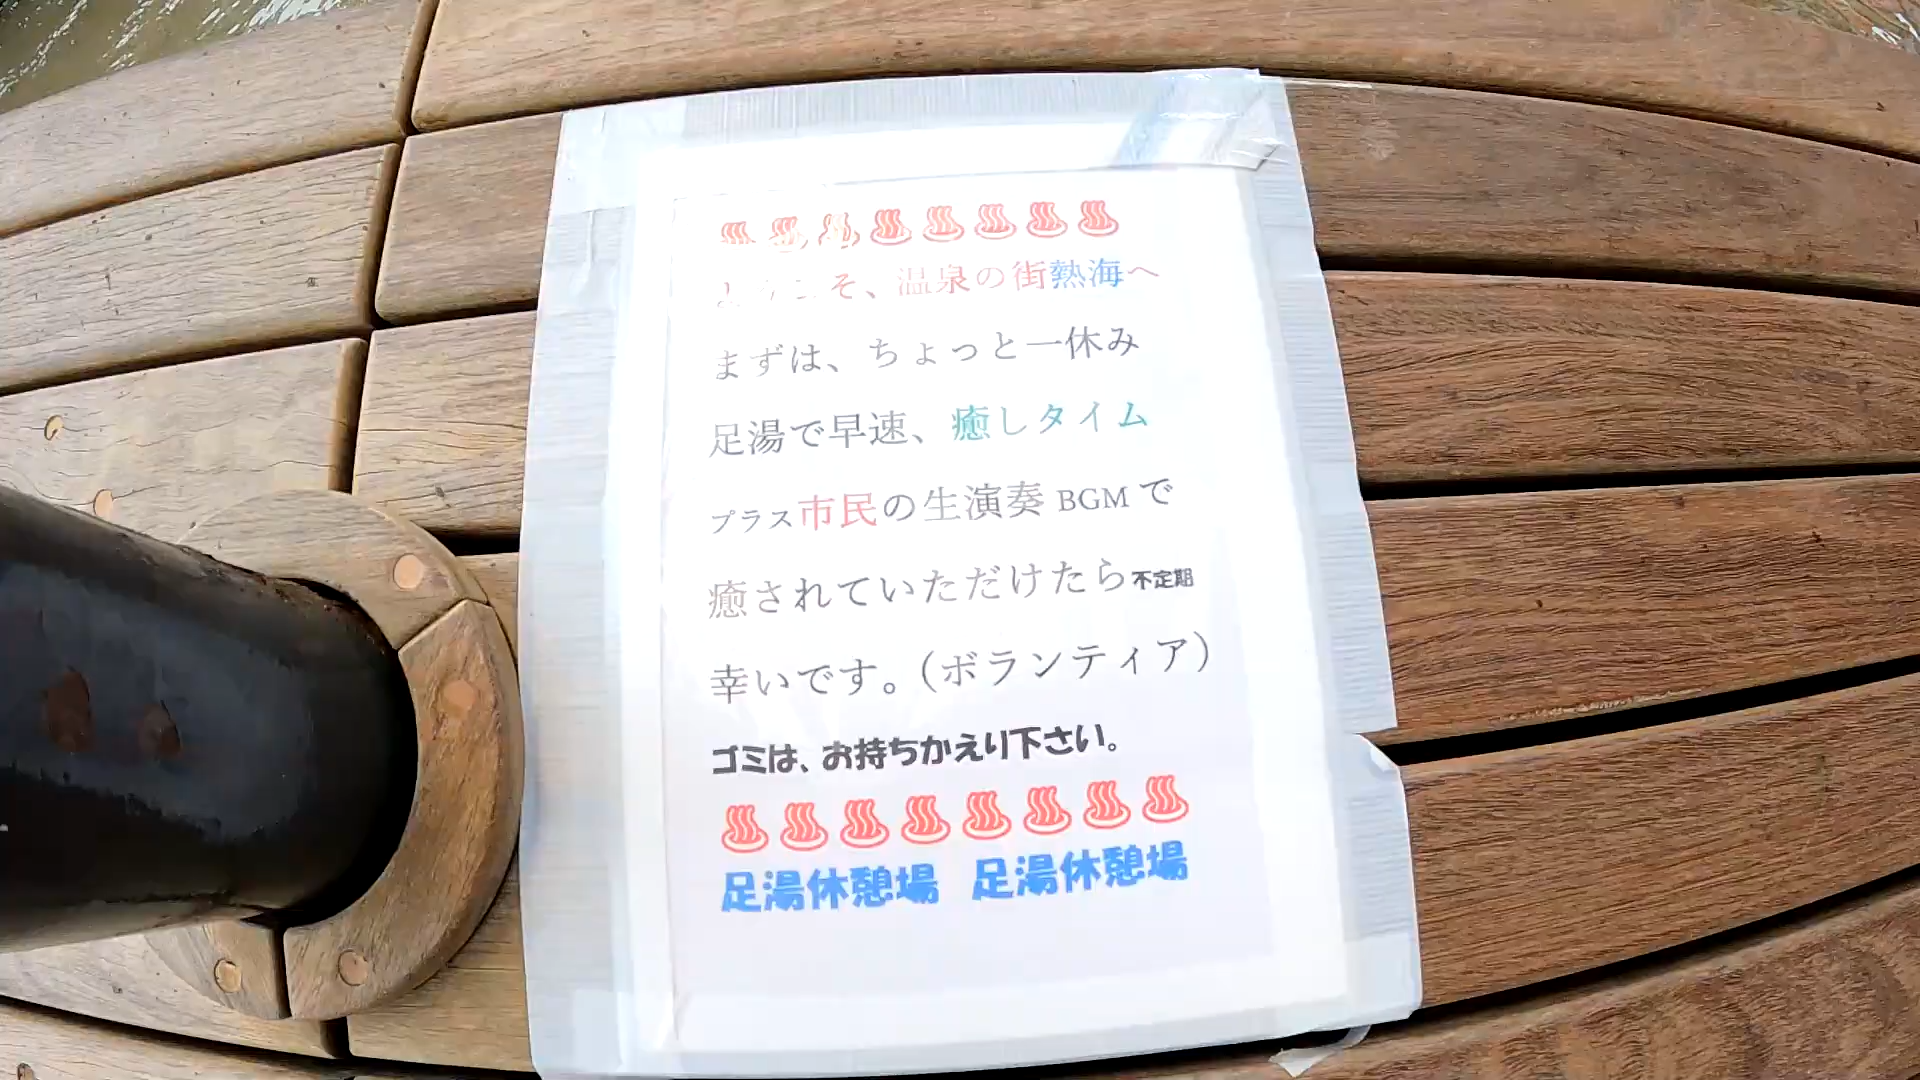 ♨♨♨♨♨♨♨♨
ようこそ、温泉の街熱海へ
まずは、ちょっと一休み
足湯で早速、癒しタイム
プラス市民の生演奏 BGM で
癒されていただけたら不定期
幸いです。（ボランティア）
ゴミは、お持ちかえり下さい。
♨♨♨♨♨♨♨♨
足湯休憩場 足湯休憩場